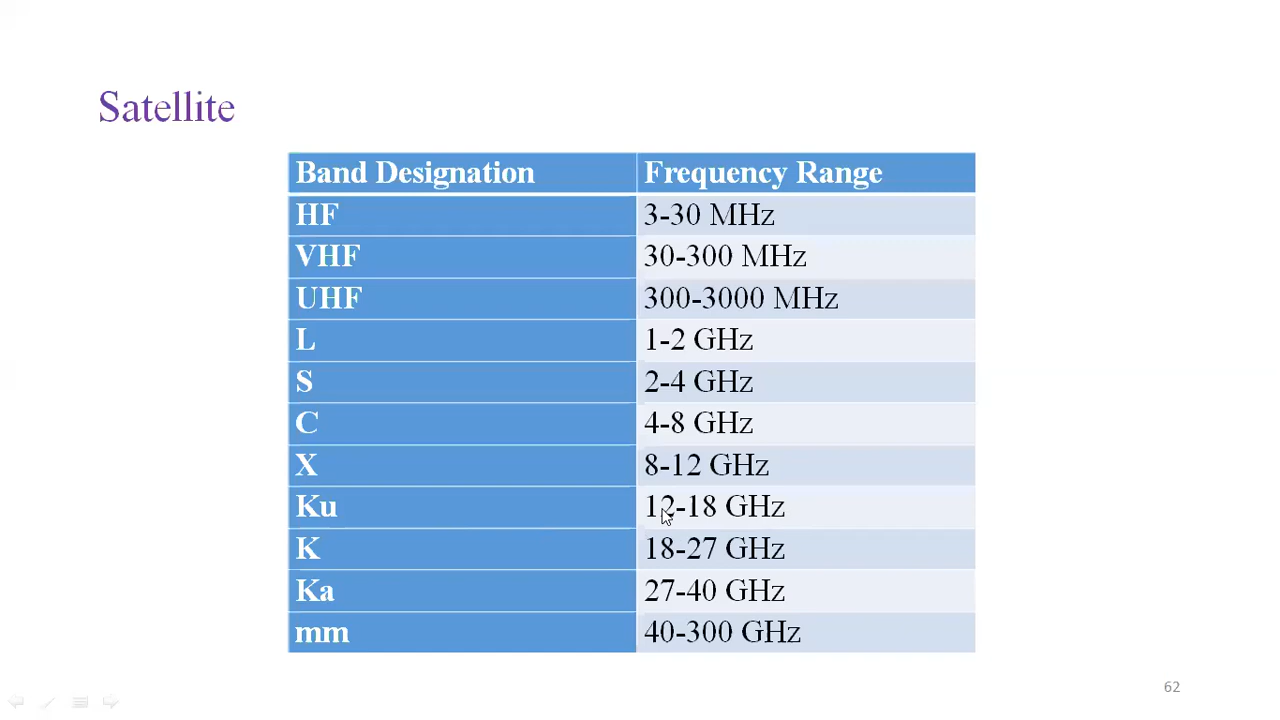 Satellite
Band Designation Frequency Range
HF 3-30 MHz
VHF 30-300 MHz
UHF 300-3000 MHz
L 1-2 GHz
S 2-4 GHz
C 4-8 GHz
X 8-12 GHz
Ku 12-18 GHz
K 18-27 GHz
Ka 27-40 GHz
mm 40-300 GHz
62